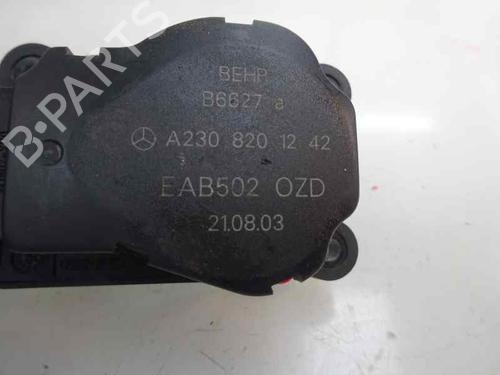 B-PARTS
BEHR
B6627 a
A230 820 12 42
EAB502 OZD
21.08.03